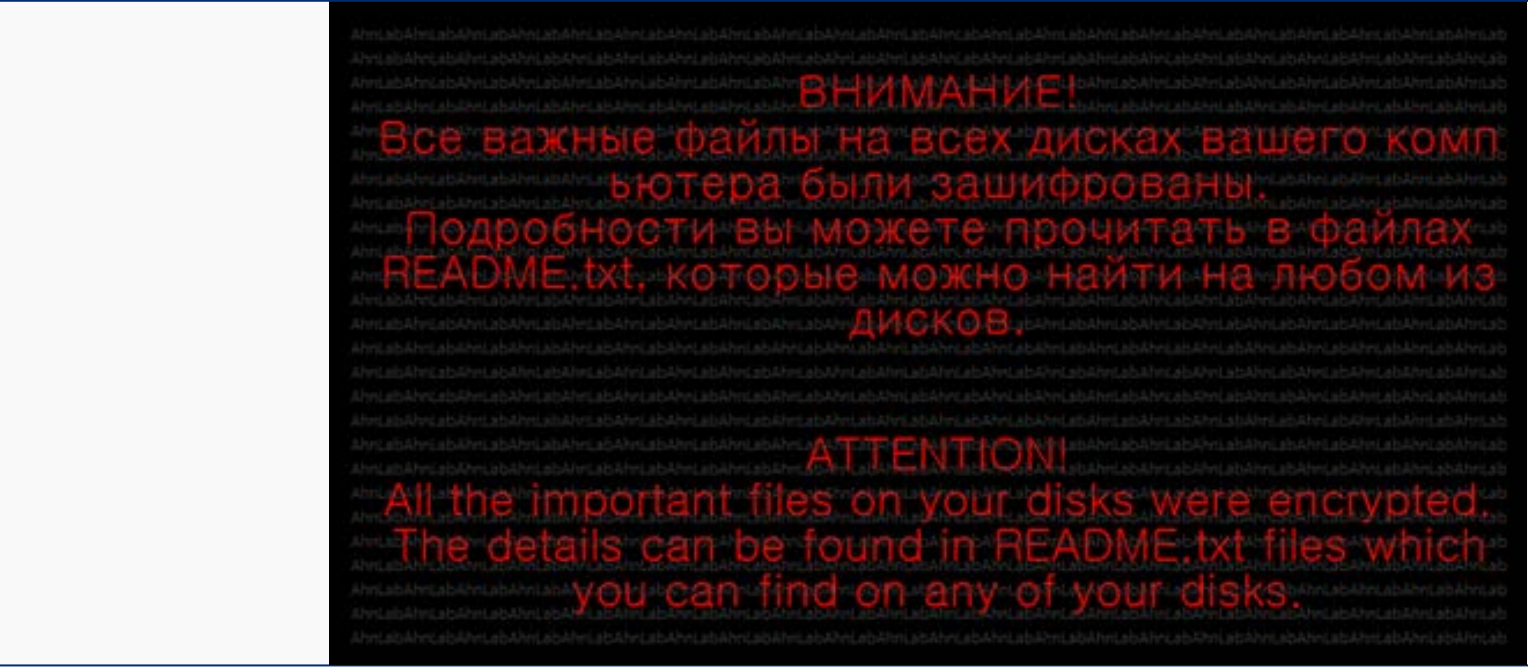 ВНИМАНИЕ!
Все важные файлы на всех дисках вашего комп
ьютера были зашифрованы.
Подробности вы можете прочитать в файлах
README.txt, которые можно найти на любом из
дисков.
ATTENTION!
All the important files on your disks were encrypted.
The details can be found in README.txt files which
you can find on any of your disks.